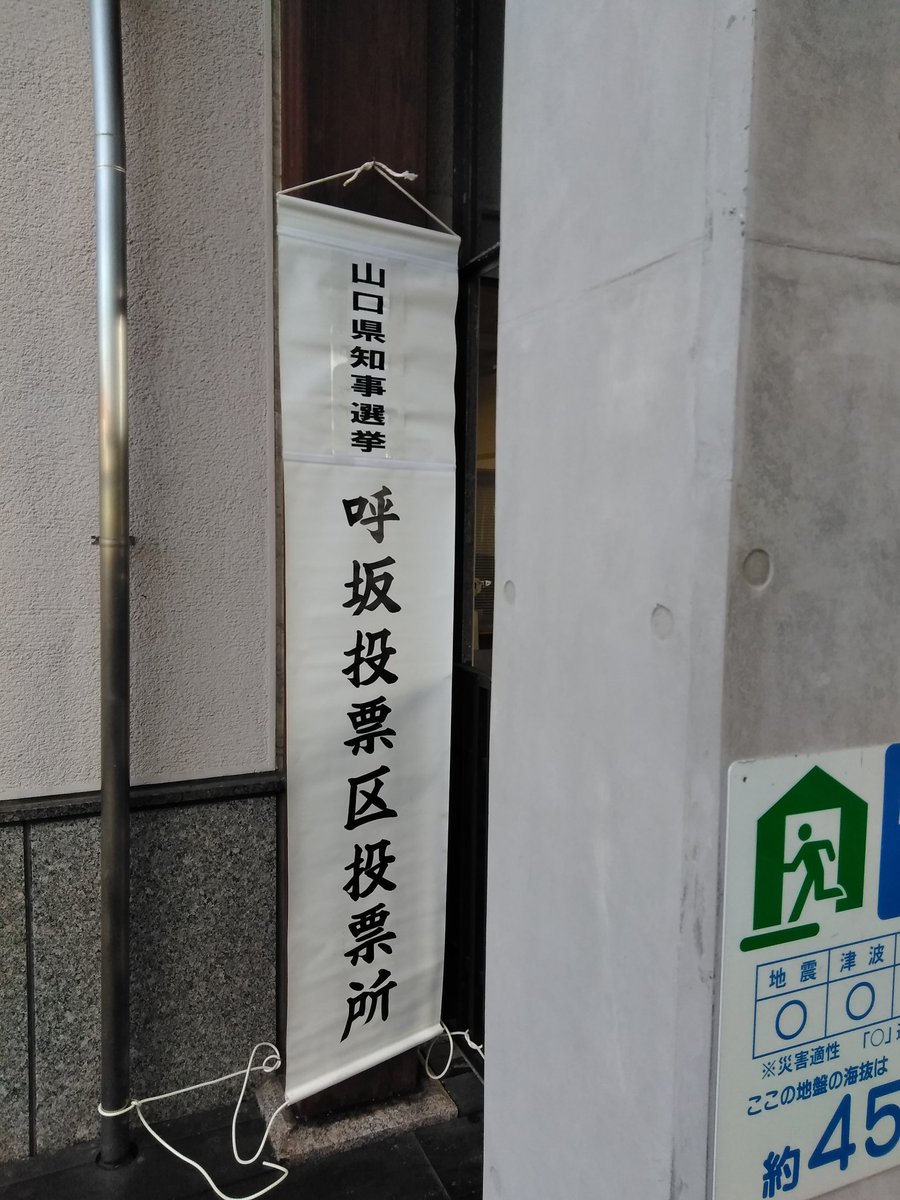 山口県知事選挙
呼坂投票区投票所
地震 津波
○ ○
※災害適性 「○」
ここの地盤の海抜は
約45